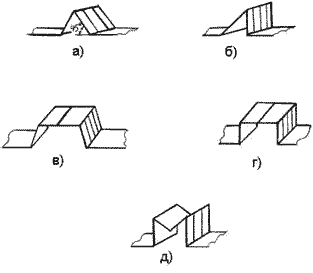 а) б)
в) г)
д)